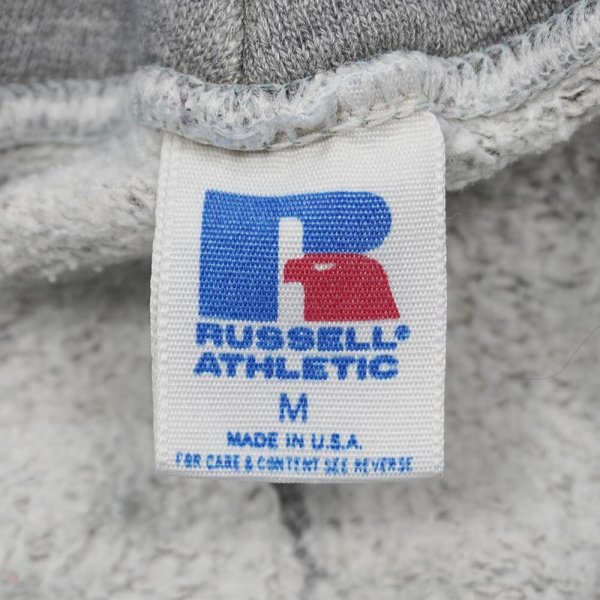 RUSSELL®
ATHLETIC
M
MADE IN U.S.A.
FOR CARE & CONTENT SEE REVERSE